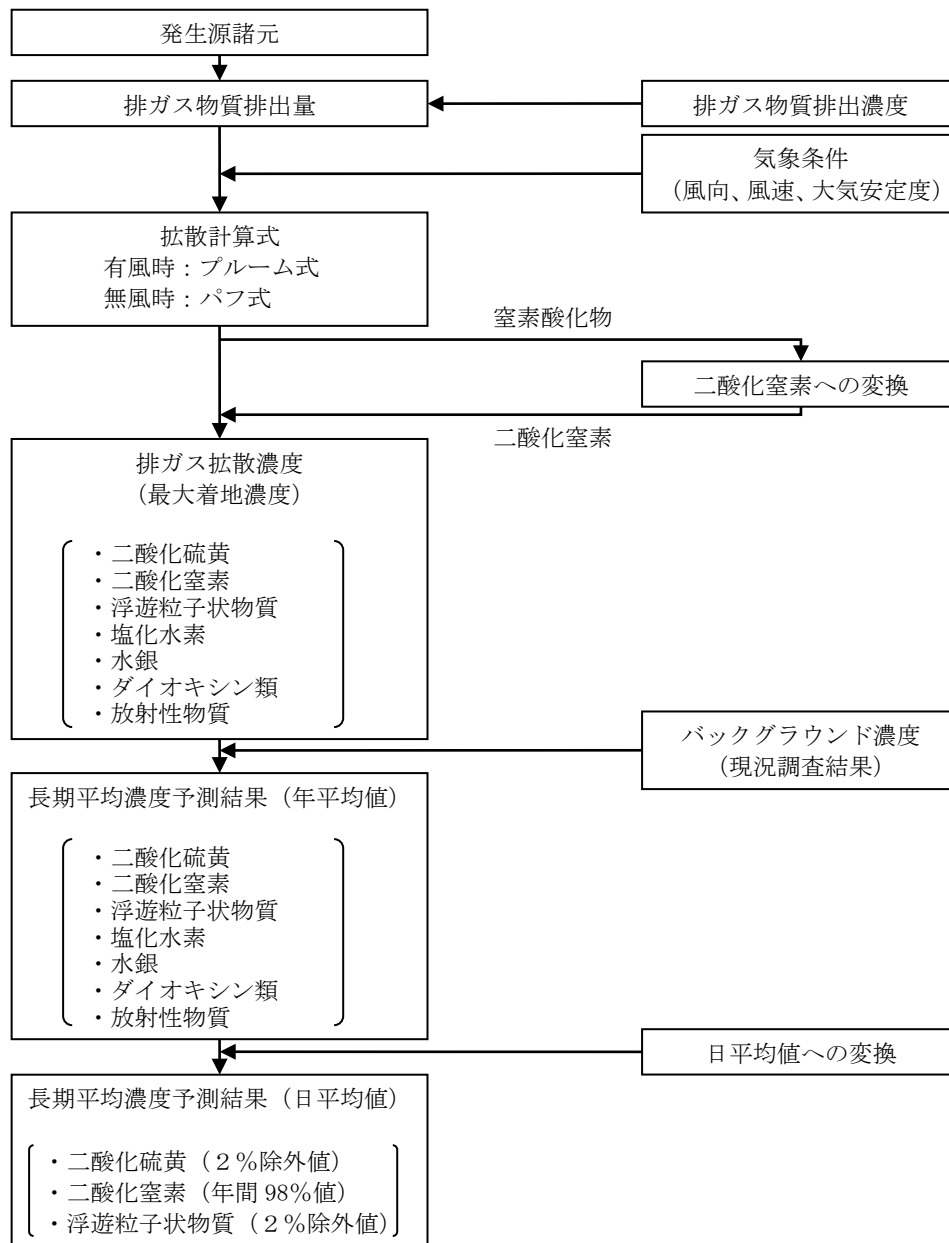 発生源諸元
排ガス物質排出量
排ガス物質排出濃度
気象条件
（風向、風速、大気安定度）
拡散計算式
有風時：プルーム式
無風時：パフ式
窒素酸化物
二酸化窒素への変換
二酸化窒素
排ガス拡散濃度
（最大着地濃度）
・二酸化硫黄
・二酸化窒素
・浮遊粒子状物質
・塩化水素
・水銀
・ダイオキシン類
・放射性物質
バックグラウンド濃度
（現況調査結果）
長期平均濃度予測結果（年平均値）
・二酸化硫黄
・二酸化窒素
・浮遊粒子状物質
・塩化水素
・水銀
・ダイオキシン類
・放射性物質
日平均値への変換
長期平均濃度予測結果（日平均値）
・二酸化硫黄（２％除外値）
・二酸化窒素（年間 98％値）
・浮遊粒子状物質（２％除外値）